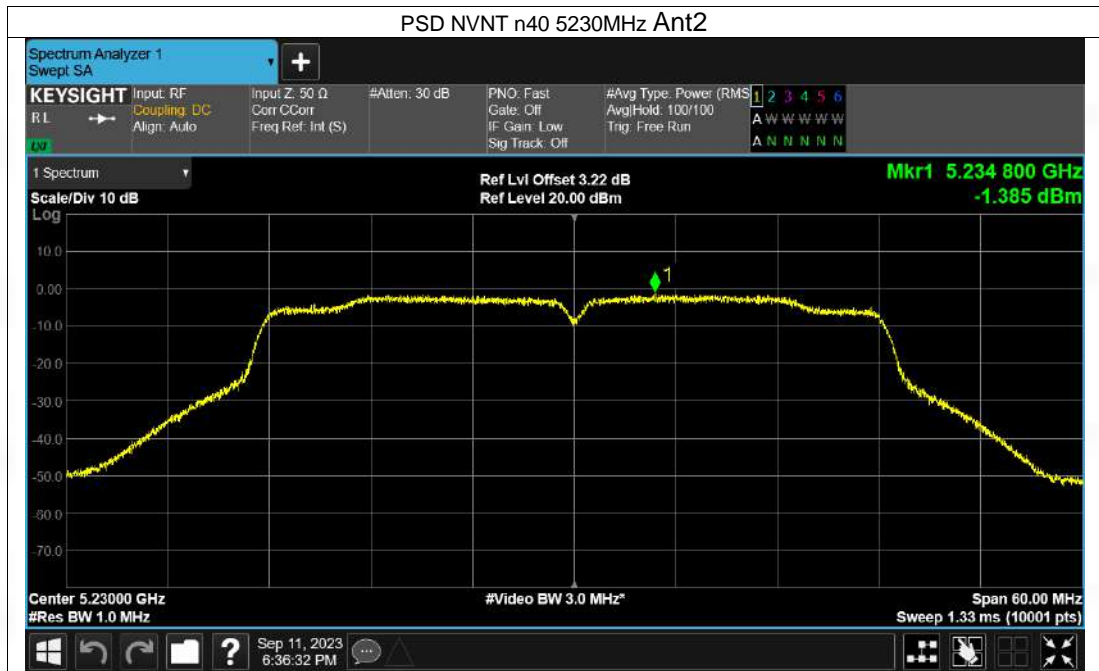 PSD NVNT n40 5230MHz Ant2
Spectrum Analyzer 1
Swept SA
+
KEYSIGHT
RL
LXI
Input: RF
Coupling: DC
Align: Auto
Input Z: 50 Ω
Corr CCorr
Freq Ref: Int (S)
#Atten: 30 dB
PNO: Fast
Gate: Off
IF Gain: Low
Sig Track: Off
#Avg Type: Power (RMS
Avg|Hold: 100/100
Trig: Free Run
1 2 3 4 5 6
A W W W W W
A N N N N N
1 Spectrum
Scale/Div 10 dB
Log
Ref Lvl Offset 3.22 dB
Ref Level 20.00 dBm
Mkr1 5.234 800 GHz
-1.385 dBm
10.0
0.00
-10.0
-20.0
-30.0
-40.0
-50.0
-60.0
-70.0
1
Center 5.23000 GHz
#Res BW 1.0 MHz
#Video BW 3.0 MHz*
Span 60.00 MHz
Sweep 1.33 ms (10001 pts)
?
Sep 11, 2023
6:36:32 PM